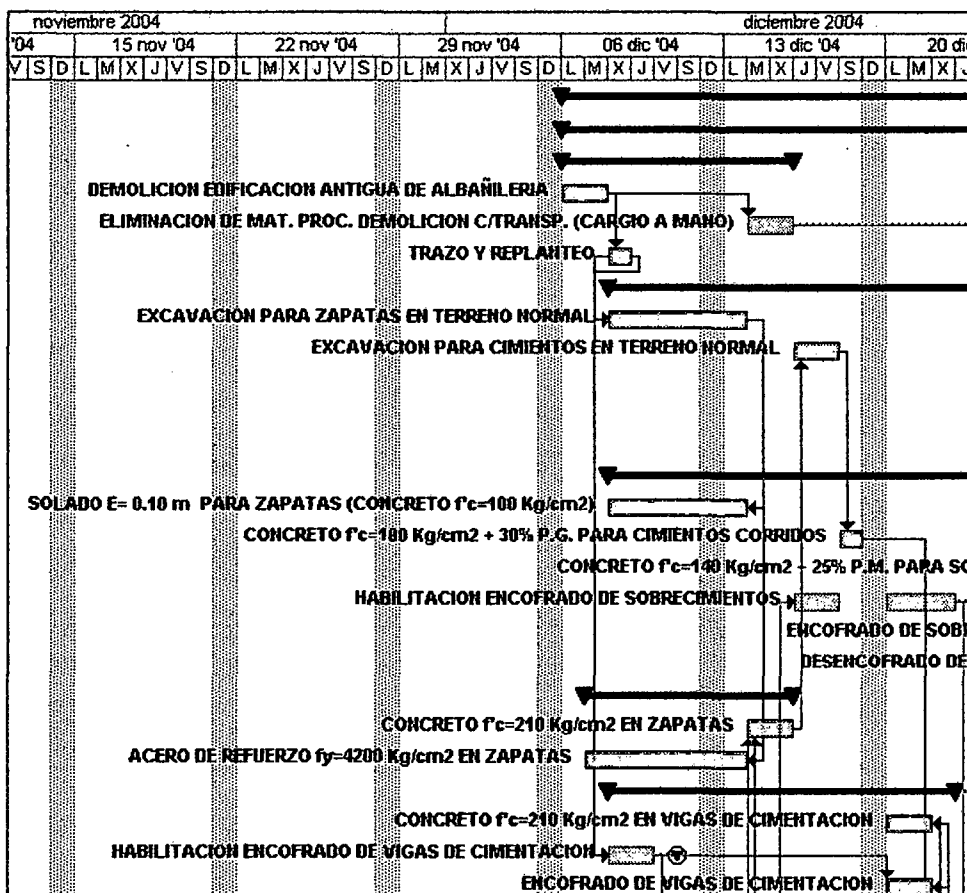 noviembre 2004 diciembre 2004
'04 15 nov '04 22 nov '04 29 nov '04 06 dic '04 13 dic '04 20 di
V S D L M X J V S D L M X J V S D L M X J V S D L M X J V S D L M X J V S D L M X J
DEMOLICION EDIFICACION ANTIGUA DE ALBAÑILERIA
ELIMINACION DE MAT. PROC. DEMOLICION C/TRANSP. (CARGIO A MANO)
TRAZO Y REPLANTEO
EXCAVACION PARA ZAPATAS EN TERRENO NORMAL
EXCAVACION PARA CIMIENTOS EN TERRENO NORMAL
SOLADO E= 0.10 m PARA ZAPATAS (CONCRETO f'c=100 Kg/cm2)
CONCRETO f'c=100 Kg/cm2 + 30% P.G. PARA CIMIENTOS CORRIDOS
CONCRETO f'c=140 Kg/cm2 - 25% P.M. PARA SO
HABILITACION ENCOFRADO DE SOBRECIMIENTOS
ENCOFRADO DE SOBR
DESENCOFRADO DE
CONCRETO f'c=210 Kg/cm2 EN ZAPATAS
ACERO DE REFUERZO fy=4200 Kg/cm2 EN ZAPATAS
CONCRETO f'c=210 Kg/cm2 EN VIGAS DE CIMENTACION
HABILITACION ENCOFRADO DE VIGAS DE CIMENTACION
ENCOFRADO DE VIGAS DE CIMENTACION